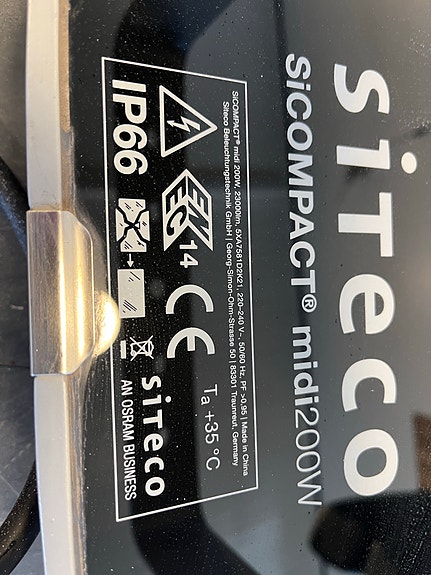 siteco
SiCOMPACT® midi200W
SiCOMPACT® midi 200W, 23000lm, 5XA7581D2K21, 220-240 V~, 50/60 Hz, PF >0,95 | Made in China
Siteco Beleuchtungstechnik GmbH | Georg-Simon-Ohm-Strasse 50 | 83301 Traunreut, Germany
ENEC 14 CE Ta +35 °C
IP66
siteco
AN OSRAM BUSINESS